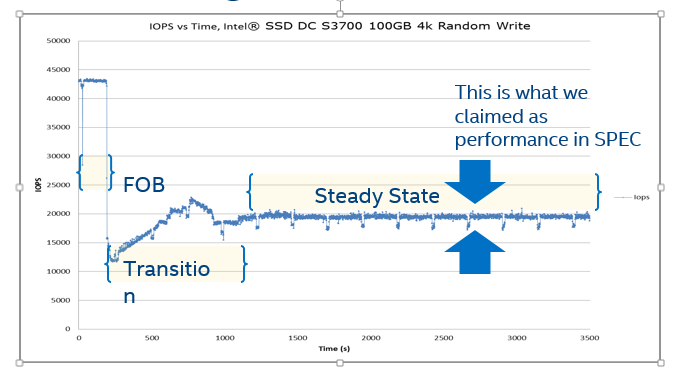 IOPS vs Time, Intel® SSD DC S3700 100GB 4k Random Write
50000
45000
40000
35000
30000
25000
20000
15000
10000
5000
0
IOPS
This is what we
claimed as
performance in SPEC
FOB
Steady State
Transitio
n
Iops
0
500
1000
1500
2000
2500
3000
3500
Time (s)